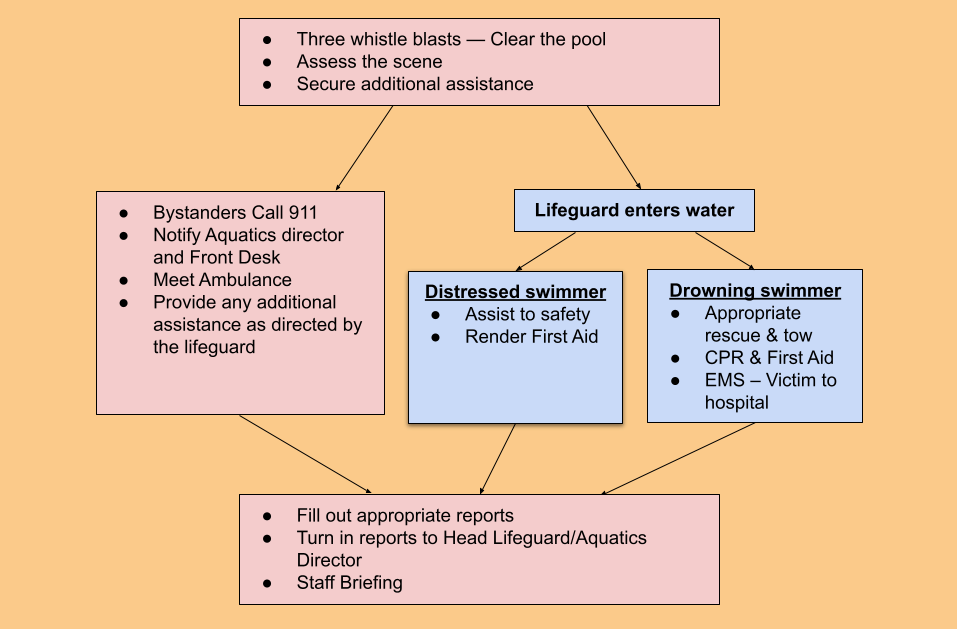 ● Three whistle blasts — Clear the pool
● Assess the scene
● Secure additional assistance
● Bystanders Call 911
● Notify Aquatics director
and Front Desk
● Meet Ambulance
● Provide any additional
assistance as directed by
the lifeguard
Lifeguard enters water
Distressed swimmer
● Assist to safety
● Render First Aid
Drowning swimmer
● Appropriate
rescue & tow
● CPR & First Aid
● EMS – Victim to
hospital
● Fill out appropriate reports
● Turn in reports to Head Lifeguard/Aquatics
Director
● Staff Briefing